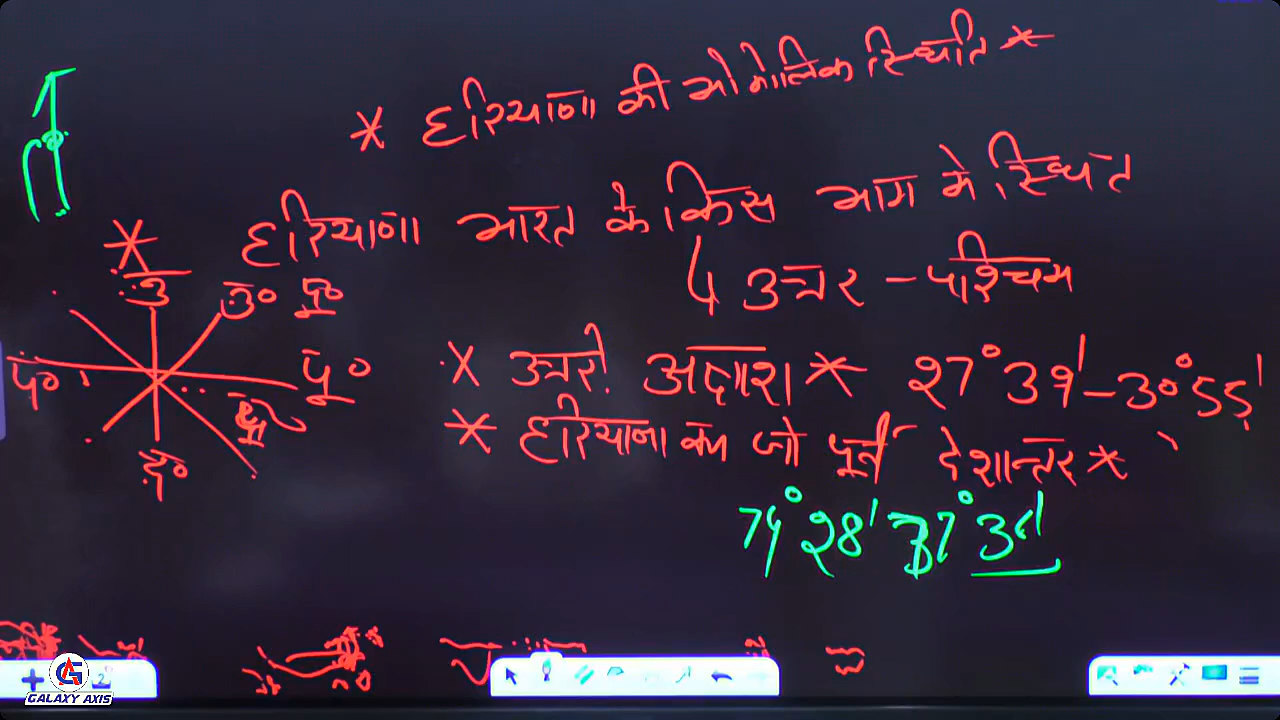 * हरियाणा की भौगोलिक स्थिति *
* हरियाणा भारत के किस भाग मे स्थित
↳ उत्तर - पश्चिम
उ
उ० पू०
प०
पू०
द०
* उत्तरी अक्षांश * 27° 39' - 30° 55'
* हरियाणा का जो पूर्व देशान्तर *
74° 28' 77° 36'
GALAXY AXIS